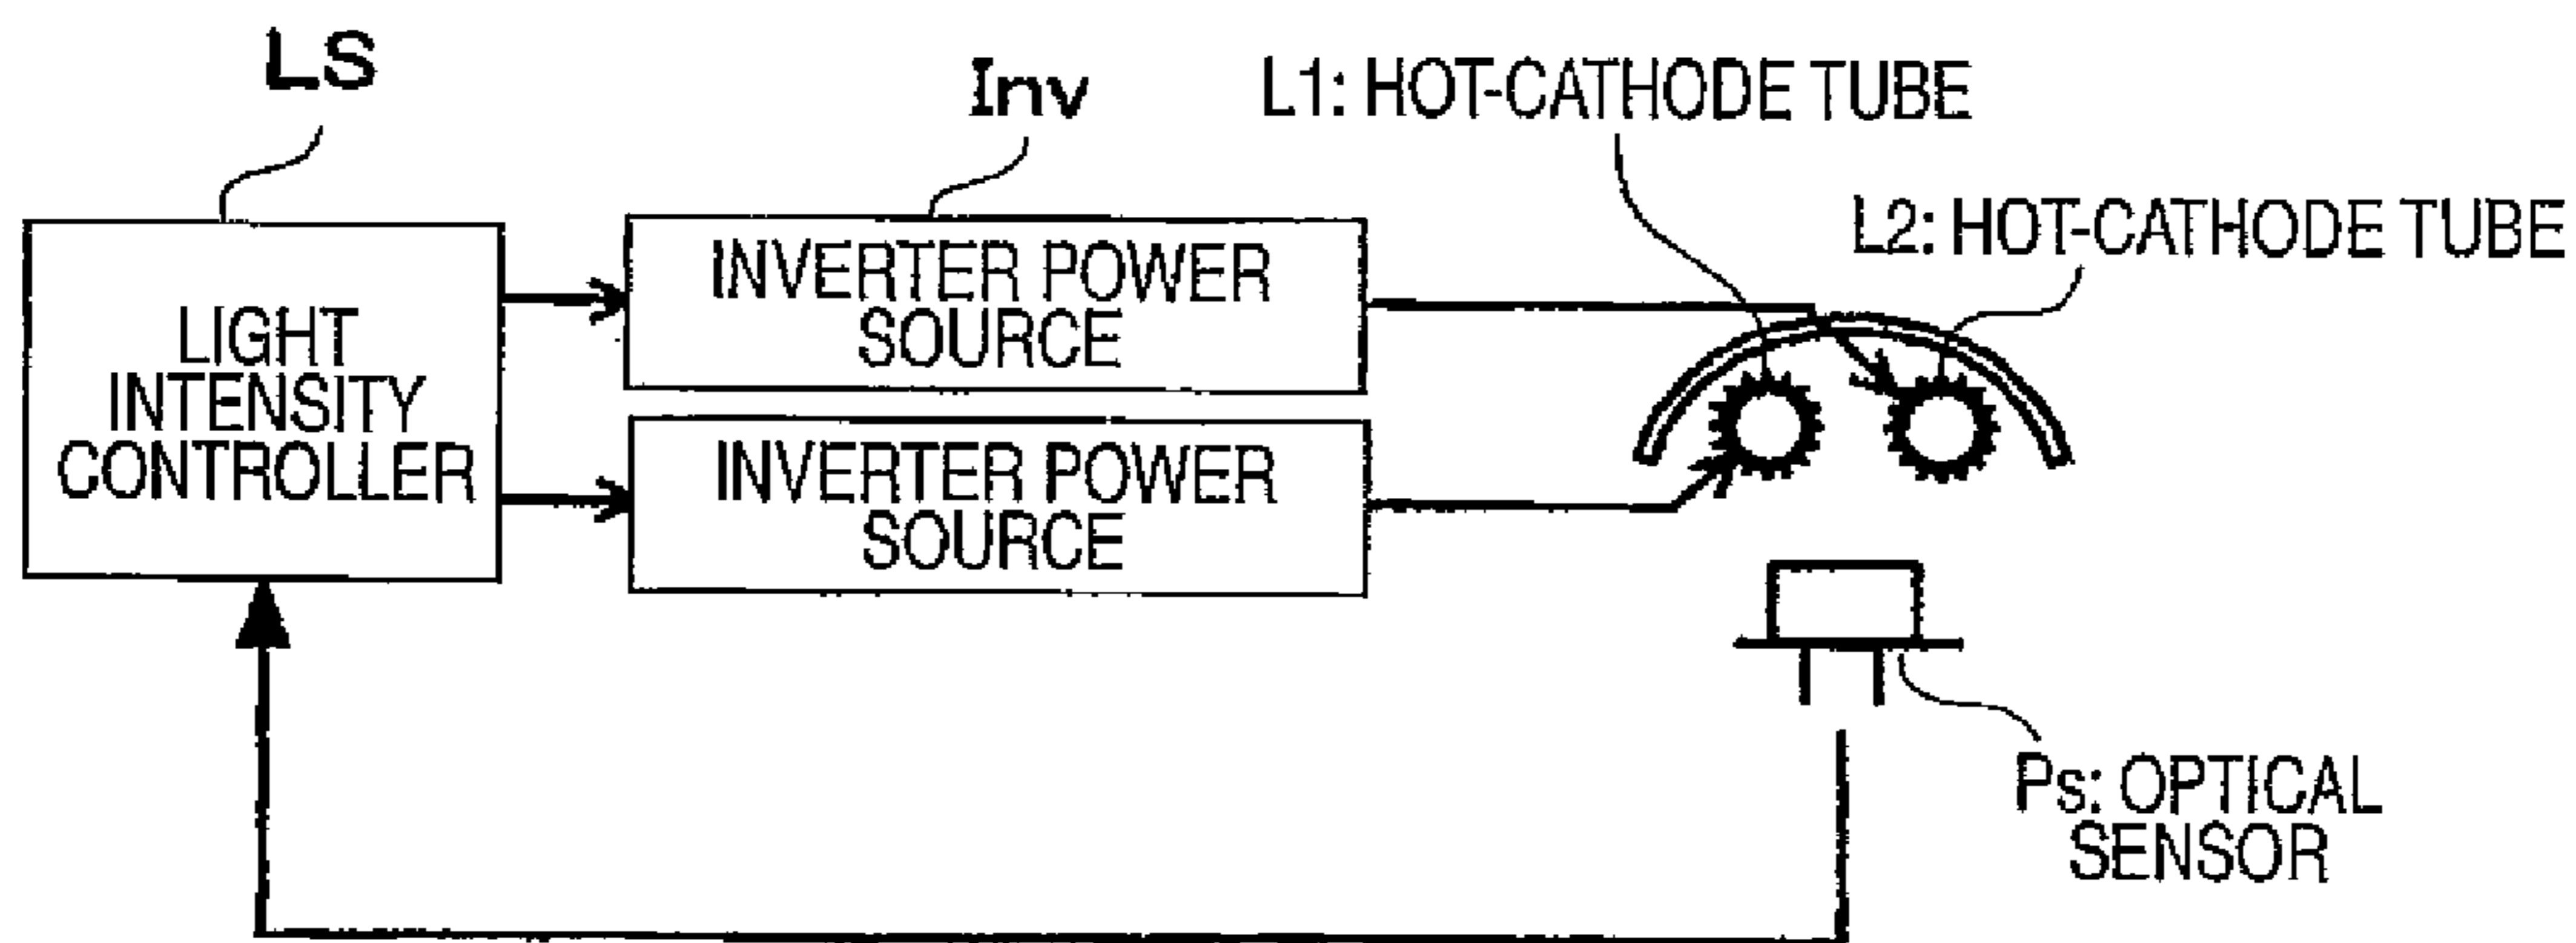 LS
Inv
L1: HOT-CATHODE TUBE
L2: HOT-CATHODE TUBE
LIGHT
INTENSITY
CONTROLLER
INVERTER POWER
SOURCE
INVERTER POWER
SOURCE
Ps: OPTICAL
SENSOR